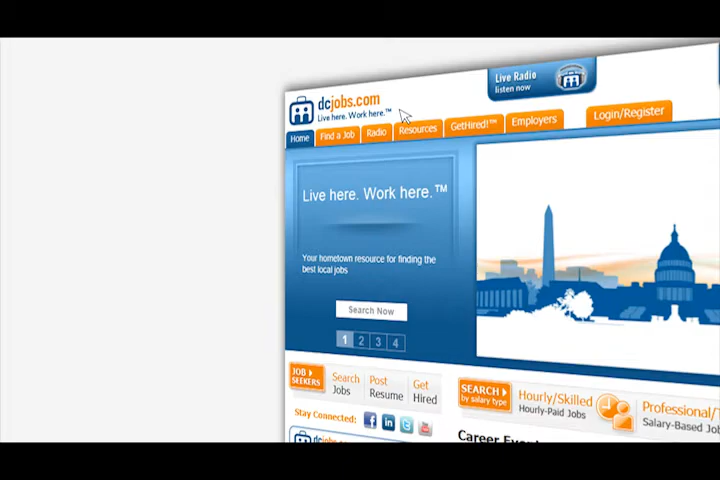 Live Radio
listen now
dcjobs.com
Live here. Work here.™
Home
Find a Job
Radio
Resources
GetHired!™
Employers
Login/Register
Live here. Work here.™
Your hometown resource for finding the
best local jobs
Search Now
1 2 3 4
JOB
SEEKERS
Search
Jobs
Post
Resume
Get
Hired
SEARCH
by salary type
Hourly/Skilled
Hourly-Paid Jobs
Professional/
Salary-Based
Stay Connected:
Career